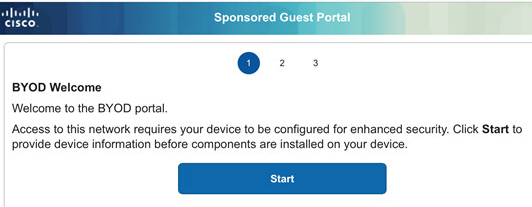 CISCO
Sponsored Guest Portal
1 2 3
BYOD Welcome
Welcome to the BYOD portal.
Access to this network requires your device to be configured for enhanced security. Click Start to
provide device information before components are installed on your device.
Start